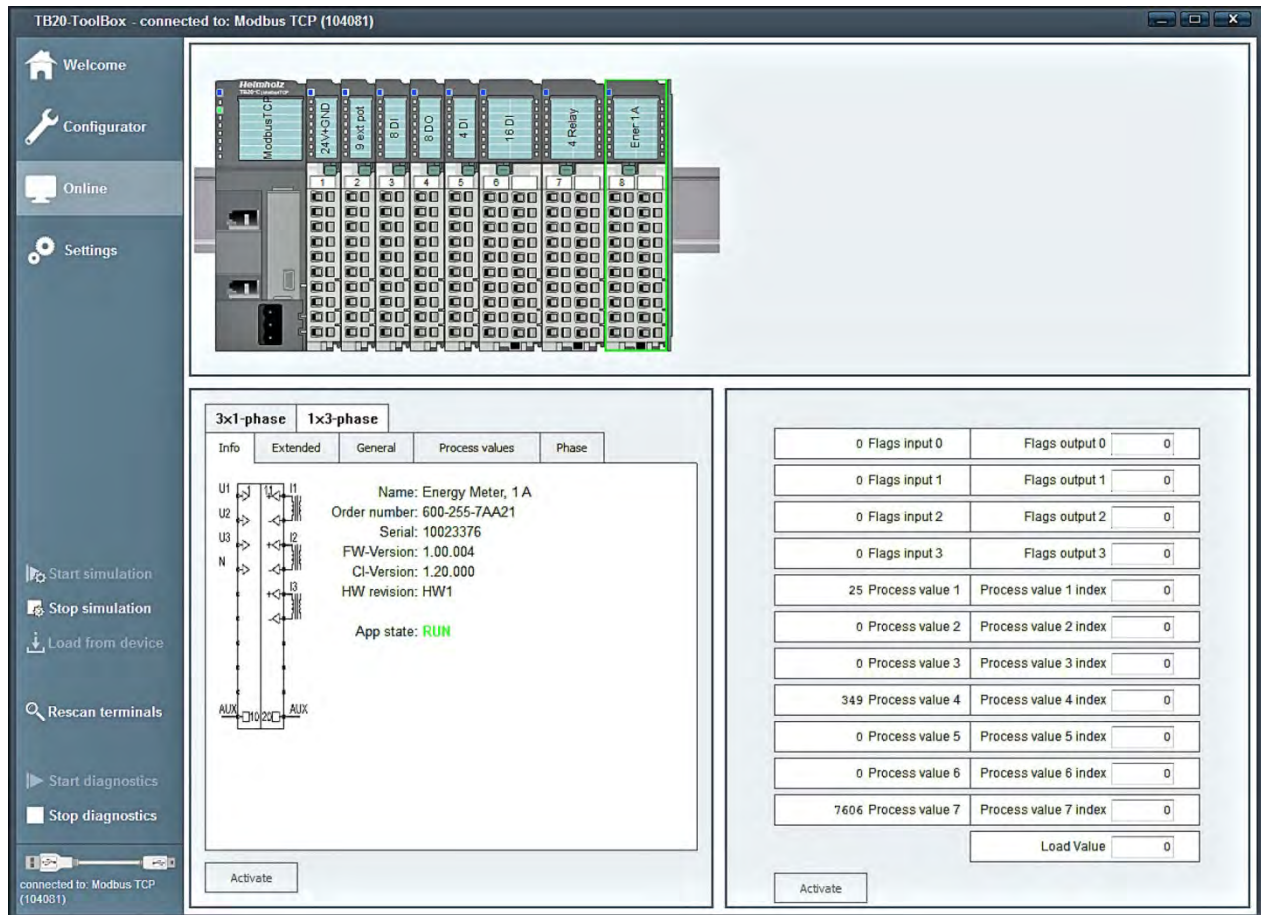 TB20-ToolBox - connected to: Modbus TCP (104081)
Welcome
Configurator
Online
Settings
Start simulation
Stop simulation
Load from device
Rescan terminals
Start diagnostics
Stop diagnostics
connected to: Modbus TCP
(104081)
Helmholz
ModbusTCP
24V+GND
9 ext pot
8 DI
8 DO
4 DI
16 DI
4 Relay
Ener 1 A
1 2 3 4 5 6 7 8
3x1-phase 1x3-phase
Info Extended General Process values Phase
U1 11 I1
U2
U3 I2
N
I3
AUX 10 20 AUX
Name: Energy Meter, 1 A
Order number: 600-255-7AA21
Serial: 10023376
FW-Version: 1.00.004
CI-Version: 1.20.000
HW revision: HW1
App state: RUN
Activate
0 Flags input 0 Flags output 0 0
0 Flags input 1 Flags output 1 0
0 Flags input 2 Flags output 2 0
0 Flags input 3 Flags output 3 0
25 Process value 1 Process value 1 index 0
0 Process value 2 Process value 2 index 0
0 Process value 3 Process value 3 index 0
349 Process value 4 Process value 4 index 0
0 Process value 5 Process value 5 index 0
0 Process value 6 Process value 6 index 0
7606 Process value 7 Process value 7 index 0
Load Value 0
Activate